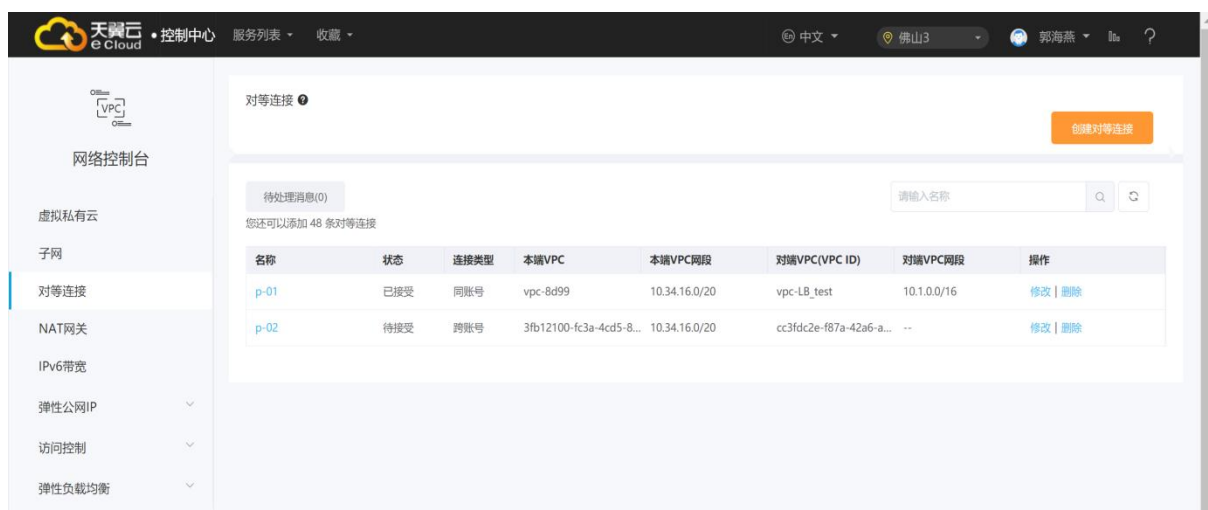 天翼云 e Cloud •控制中心 服务列表 收藏 En 中文 佛山3 郭海燕 ?
VPC
网络控制台
虚拟私有云
子网
对等连接
NAT网关
IPv6带宽
弹性公网IP
访问控制
弹性负载均衡
对等连接 ?
创建对等连接
待处理消息(0) 请输入名称
您还可以添加 48 条对等连接
名称 状态 连接类型 本端VPC 本端VPC网段 对端VPC(VPC ID) 对端VPC网段 操作
p-01 已接受 同账号 vpc-8d99 10.34.16.0/20 vpc-LB_test 10.1.0.0/16 修改 | 删除
p-02 待接受 跨账号 3fb12100-fc3a-4cd5-8... 10.34.16.0/20 cc3fdc2e-f87a-42a6-a... -- 修改 | 删除